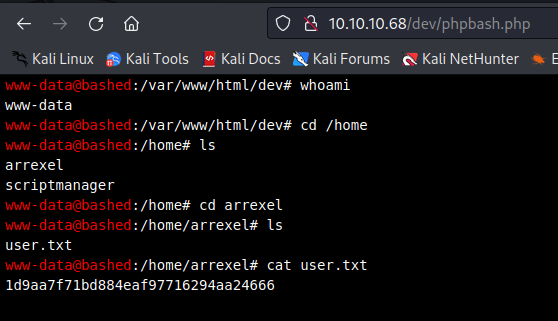 10.10.10.68/dev/phpbash.php
Kali Linux Kali Tools Kali Docs Kali Forums Kali NetHunter
www-data@bashed:/var/www/html/dev# whoami
www-data
www-data@bashed:/var/www/html/dev# cd /home
www-data@bashed:/home# ls
arrexel
scriptmanager
www-data@bashed:/home# cd arrexel
www-data@bashed:/home/arrexel# ls
user.txt
www-data@bashed:/home/arrexel# cat user.txt
1d9aa7f71bd884eaf97716294aa24666